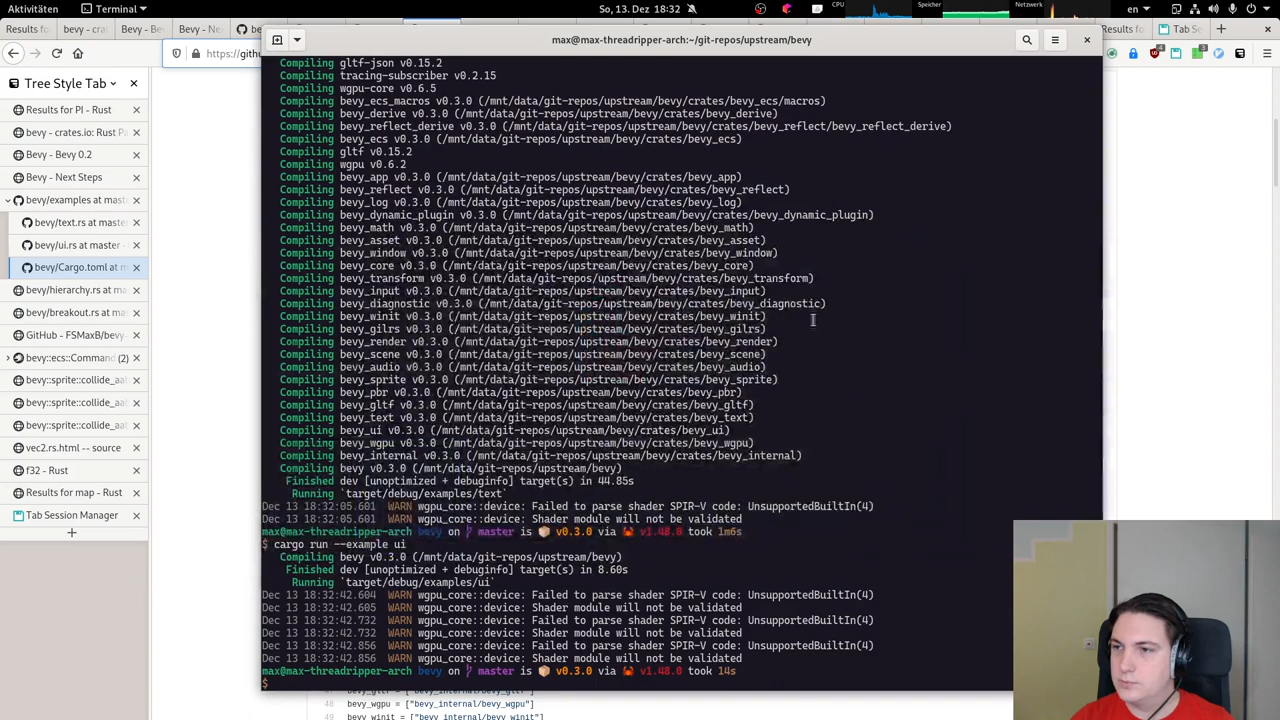 Aktivitäten Terminal So, 13. Dez 18:32 CPU Speicher Netzwerk en
max@max-threadripper-arch:~/git-repos/upstream/bevy
Results for
Bevy
Bevy
Results fo
Tab S
https://githu
Tree Style Tab
Results for PI - Rust
bevy - crates.io: Rust Pa
Bevy - Bevy 0.2
Bevy - Next Steps
bevy/examples at mas
bevy/text.rs at master
bevy/ui.rs at master -
bevy/Cargo.toml at m
bevy/hierarchy.rs at ma
bevy/breakout.rs at mas
GitHub - FSMaxB/bevym
bevy::ecs::Command (2)
bevy::sprite::collide_aa
bevy::sprite::collide_aa
bevy::sprite::collide_aa
vec2.rs.html -- source
f32 - Rust
Results for map - Rust
Tab Session Manager
Compiling gltf-json v0.15.2
Compiling tracing-subscriber v0.2.15
Compiling wgpu-core v0.6.5
Compiling bevy_ecs_macros v0.3.0 (/mnt/data/git-repos/upstream/bevy/crates/bevy_ecs/macros)
Compiling bevy_derive v0.3.0 (/mnt/data/git-repos/upstream/bevy/crates/bevy_derive)
Compiling bevy_reflect_derive v0.3.0 (/mnt/data/git-repos/upstream/bevy/crates/bevy_reflect/bevy_reflect_derive)
Compiling bevy_ecs v0.3.0 (/mnt/data/git-repos/upstream/bevy/crates/bevy_ecs)
Compiling gltf v0.15.2
Compiling wgpu v0.6.2
Compiling bevy_app v0.3.0 (/mnt/data/git-repos/upstream/bevy/crates/bevy_app)
Compiling bevy_reflect v0.3.0 (/mnt/data/git-repos/upstream/bevy/crates/bevy_reflect)
Compiling bevy_log v0.3.0 (/mnt/data/git-repos/upstream/bevy/crates/bevy_log)
Compiling bevy_dynamic_plugin v0.3.0 (/mnt/data/git-repos/upstream/bevy/crates/bevy_dynamic_plugin)
Compiling bevy_math v0.3.0 (/mnt/data/git-repos/upstream/bevy/crates/bevy_math)
Compiling bevy_asset v0.3.0 (/mnt/data/git-repos/upstream/bevy/crates/bevy_asset)
Compiling bevy_window v0.3.0 (/mnt/data/git-repos/upstream/bevy/crates/bevy_window)
Compiling bevy_core v0.3.0 (/mnt/data/git-repos/upstream/bevy/crates/bevy_core)
Compiling bevy_transform v0.3.0 (/mnt/data/git-repos/upstream/bevy/crates/bevy_transform)
Compiling bevy_input v0.3.0 (/mnt/data/git-repos/upstream/bevy/crates/bevy_input)
Compiling bevy_diagnostic v0.3.0 (/mnt/data/git-repos/upstream/bevy/crates/bevy_diagnostic)
Compiling bevy_winit v0.3.0 (/mnt/data/git-repos/upstream/bevy/crates/bevy_winit)
Compiling bevy_gilrs v0.3.0 (/mnt/data/git-repos/upstream/bevy/crates/bevy_gilrs)
Compiling bevy_render v0.3.0 (/mnt/data/git-repos/upstream/bevy/crates/bevy_render)
Compiling bevy_scene v0.3.0 (/mnt/data/git-repos/upstream/bevy/crates/bevy_scene)
Compiling bevy_audio v0.3.0 (/mnt/data/git-repos/upstream/bevy/crates/bevy_audio)
Compiling bevy_sprite v0.3.0 (/mnt/data/git-repos/upstream/bevy/crates/bevy_sprite)
Compiling bevy_pbr v0.3.0 (/mnt/data/git-repos/upstream/bevy/crates/bevy_pbr)
Compiling bevy_gltf v0.3.0 (/mnt/data/git-repos/upstream/bevy/crates/bevy_gltf)
Compiling bevy_text v0.3.0 (/mnt/data/git-repos/upstream/bevy/crates/bevy_text)
Compiling bevy_ui v0.3.0 (/mnt/data/git-repos/upstream/bevy/crates/bevy_ui)
Compiling bevy_wgpu v0.3.0 (/mnt/data/git-repos/upstream/bevy/crates/bevy_wgpu)
Compiling bevy_internal v0.3.0 (/mnt/data/git-repos/upstream/bevy/crates/bevy_internal)
Compiling bevy v0.3.0 (/mnt/data/git-repos/upstream/bevy)
Finished dev [unoptimized + debuginfo] target(s) in 44.85s
Running `target/debug/examples/text`
Dec 13 18:32:05.601 WARN wgpu_core::device: Failed to parse shader SPIR-V code: UnsupportedBuiltIn(4)
Dec 13 18:32:05.601 WARN wgpu_core::device: Shader module will not be validated
max@max-threadripper-arch bevy on master is v0.3.0 via v1.48.0 took 1m6s
$ cargo run --example ui
Compiling bevy v0.3.0 (/mnt/data/git-repos/upstream/bevy)
Finished dev [unoptimized + debuginfo] target(s) in 8.60s
Running `target/debug/examples/ui`
Dec 13 18:32:42.604 WARN wgpu_core::device: Failed to parse shader SPIR-V code: UnsupportedBuiltIn(4)
Dec 13 18:32:42.605 WARN wgpu_core::device: Shader module will not be validated
Dec 13 18:32:42.732 WARN wgpu_core::device: Failed to parse shader SPIR-V code: UnsupportedBuiltIn(4)
Dec 13 18:32:42.732 WARN wgpu_core::device: Shader module will not be validated
Dec 13 18:32:42.856 WARN wgpu_core::device: Failed to parse shader SPIR-V code: UnsupportedBuiltIn(4)
Dec 13 18:32:42.856 WARN wgpu_core::device: Shader module will not be validated
max@max-threadripper-arch bevy on master is v0.3.0 via v1.48.0 took 14s
$
47 bevy_gltf = ["bevy_internal/bevy_gltf"]
48 bevy_wgpu = ["bevy_internal/bevy_wgpu"]
49 bevy_winit = ["bevy_internal/bevy_winit"]